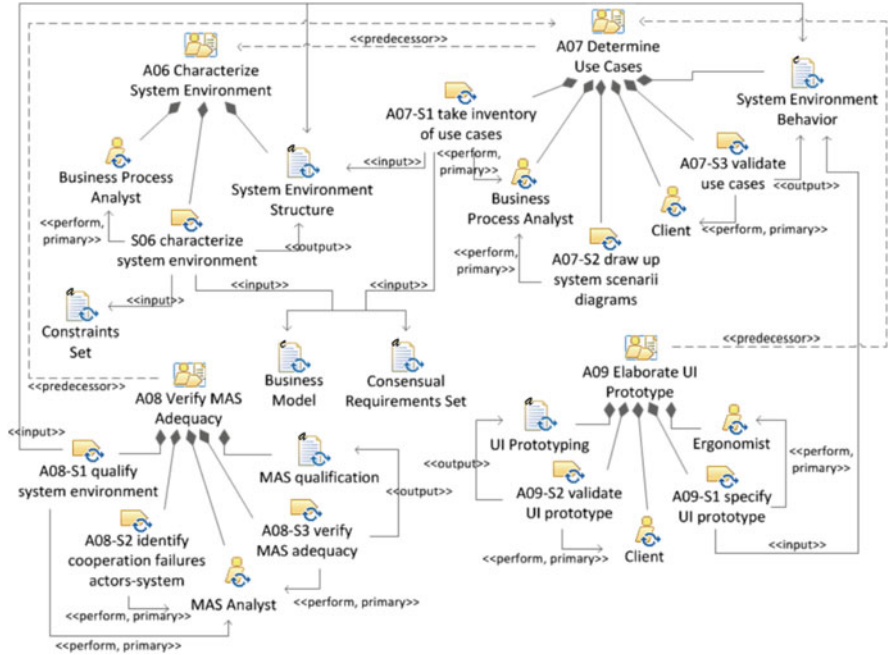 <<predecessor>>
A06 Characterize
System Environment
A07 Determine
Use Cases
a
System Environment
Behavior
A07-S1 take inventory
of use cases
<<input>>
<<perform,
primary>>
A07-S3 validate
use cases
<<output>>
Business Process
Analyst
a
System Environment
Structure
Business
Process Analyst
Client
<<perform, primary>>
<<perform,
primary>>
S06 characterize
system environment
<<output>>
<<perform,
primary>>
A07-S2 draw up
system scenarii
diagrams
<<input>>
<<input>>
<<input>>
a
Constraints
Set
a
Business
Model
a
Consensual
Requirements Set
<<predecessor>>
A09 Elaborate UI
Prototype
<<predecessor>>
A08 Verify MAS
Adequacy
<<input>>
A08-S1 qualify
system environment
a
MAS qualification
<<output>>
a
UI Prototyping
Ergonomist
<<output>>
<<perform,
primary>>
A09-S2 validate
UI prototype
A09-S1 specify
UI prototype
A08-S2 identify
cooperation failures
actors-system
A08-S3 verify
MAS adequacy
Client
<<input>>
<<perform, primary>>
MAS Analyst
<<perform, primary>>
<<perform, primary>>
<<perform, primary>>